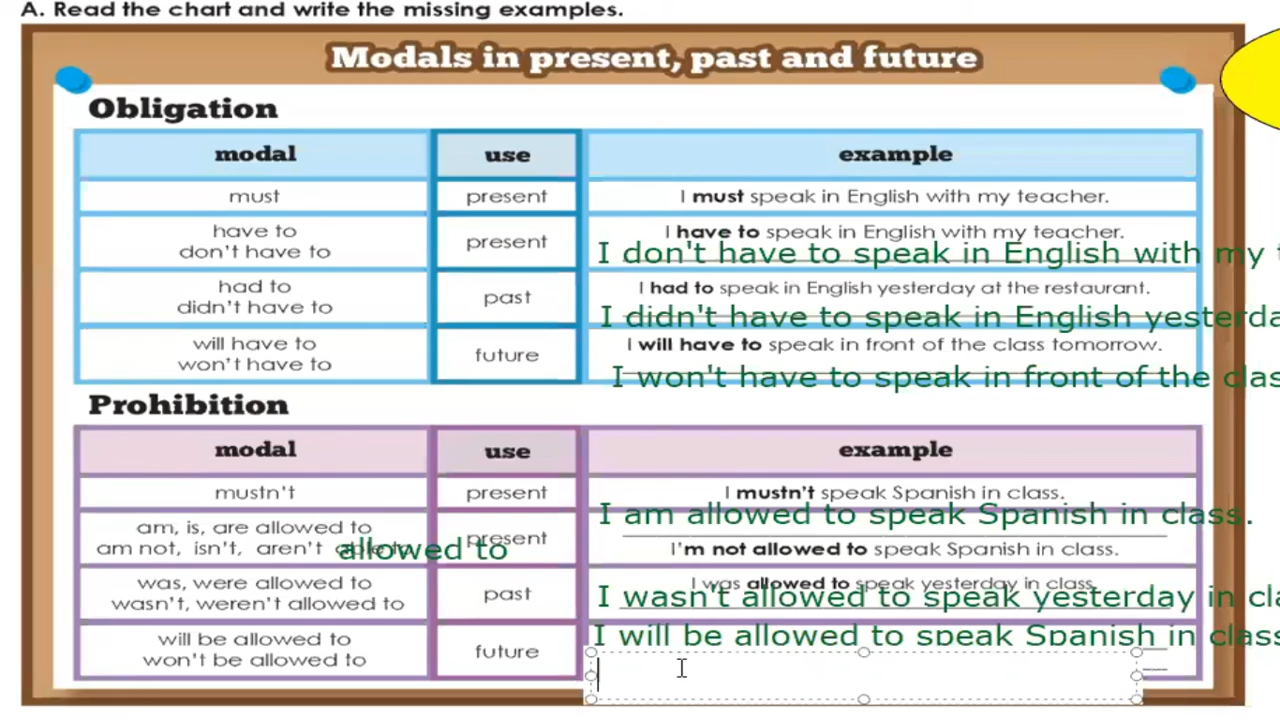 A. Read the chart and write the missing examples.
Modals in present, past and future
Obligation
modal use example
must present I must speak in English with my teacher.
have to present I have to speak in English with my teacher.
don't have to I don't have to speak in English with my
had to past I had to speak in English yesterday at the restaurant.
didn't have to I didn't have to speak in English
will have to future I will have to speak in front of the class tomorrow.
won't have to I won't have to speak in front of the
Prohibition
modal use example
mustn't present I mustn't speak Spanish in class.
am, is, are allowed to present I am allowed to speak Spanish in class.
am not, isn't, aren't allowed to I'm not allowed to speak Spanish in class.
was, were allowed to past I was allowed to speak yesterday in class.
wasn't, weren't allowed to I wasn't allowed to speak yesterday in
will be allowed to future I will be allowed to speak Spanish in class
won't be allowed to